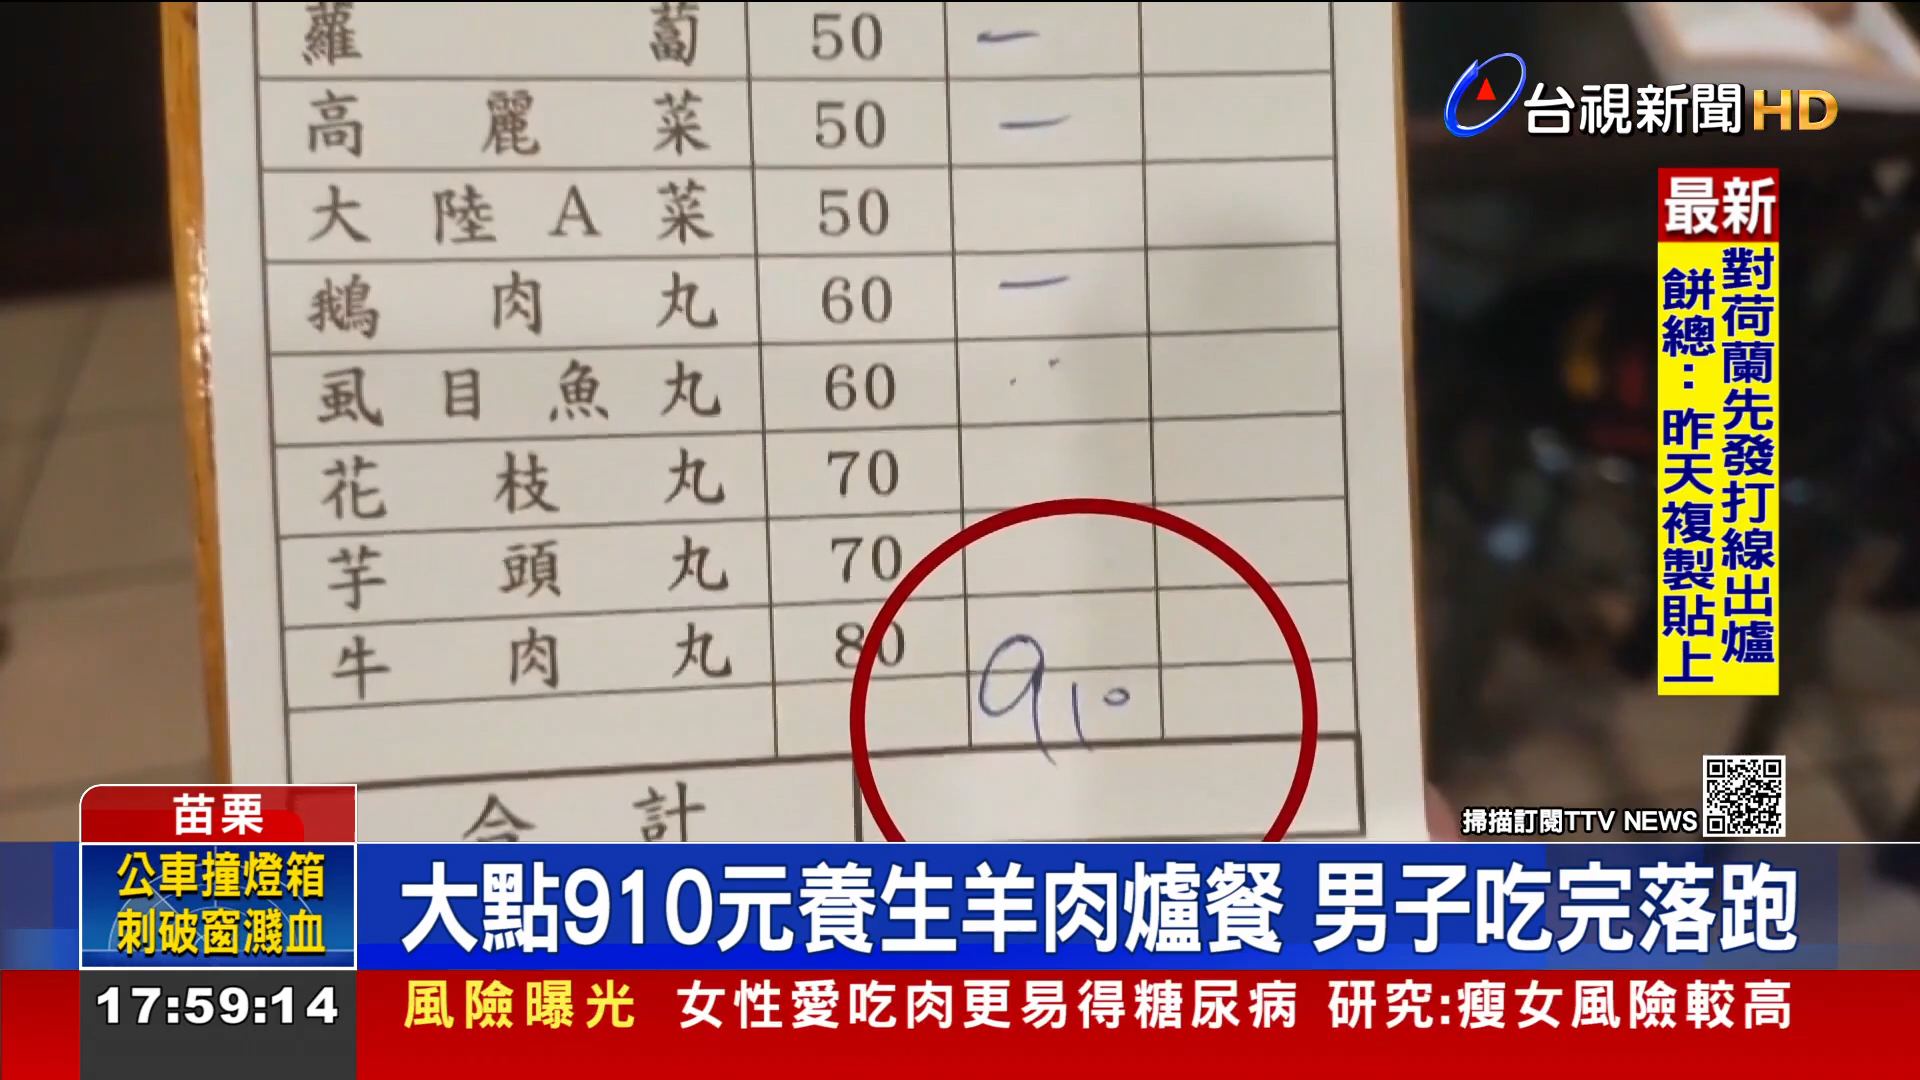 蘿蔔 50 一
高麗菜 50 一
大陸A菜 50
鵝肉丸 60 一
虱目魚丸 60
花枝丸 70
芋頭丸 70
牛肉丸 80
910
合計
台視新聞HD
最新
對荷蘭先發打線出爐
餅總：昨天複製貼上
掃描訂閱TTV NEWS
苗栗
公車撞燈箱
刺破窗濺血
大點910元養生羊肉爐餐 男子吃完落跑
17:59:14
風險曝光 女性愛吃肉更易得糖尿病 研究:瘦女風險較高